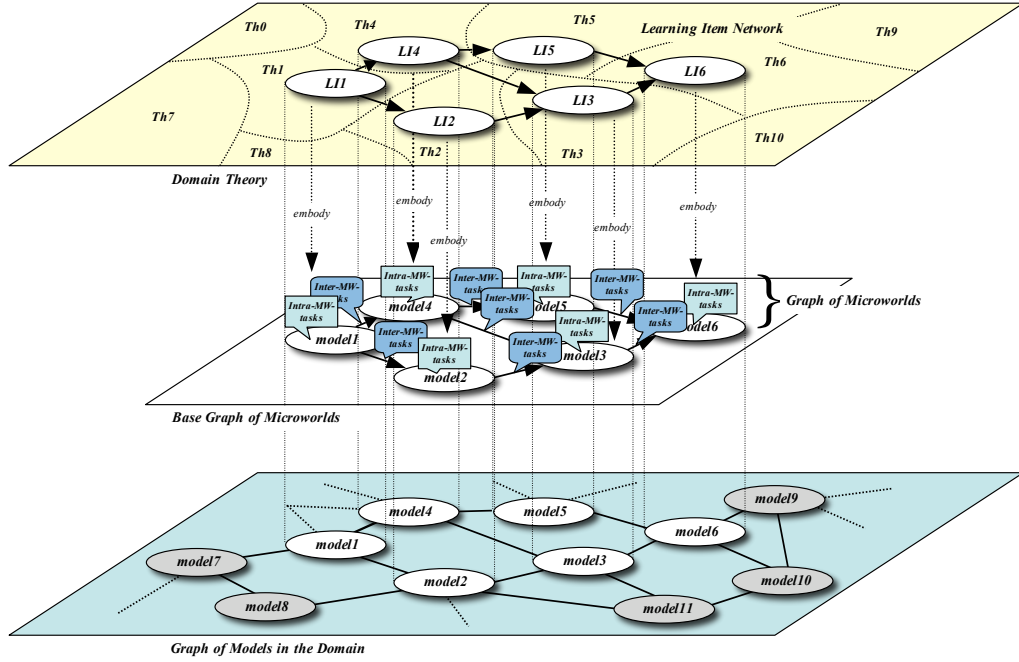 Th0
Th4
Th5
Learning Item Network
Th9
LI4
LI5
Th1
LI1
LI6
Th6
LI3
Th7
LI2
Th10
Th8
Th2
Th3
Domain Theory
embody
embody
embody
embody
embody
embody
Intra-MW-
tasks
Inter-MW-
tasks
Inter-MW-
tasks
Intra-MW-
tasks
Inter-MW-
tasks
Intra-MW-
tasks
Graph of Microworlds
Intra-MW-
tasks
model4
Inter-MW-
tasks
model5
Inter-MW-
tasks
model6
model1
Inter-MW-
tasks
Intra-MW-
tasks
Inter-MW-
tasks
Intra-MW-
tasks
model3
model2
Base Graph of Microworlds
model9
model4
model5
model6
model1
model7
model3
model2
model10
model8
model11
Graph of Models in the Domain